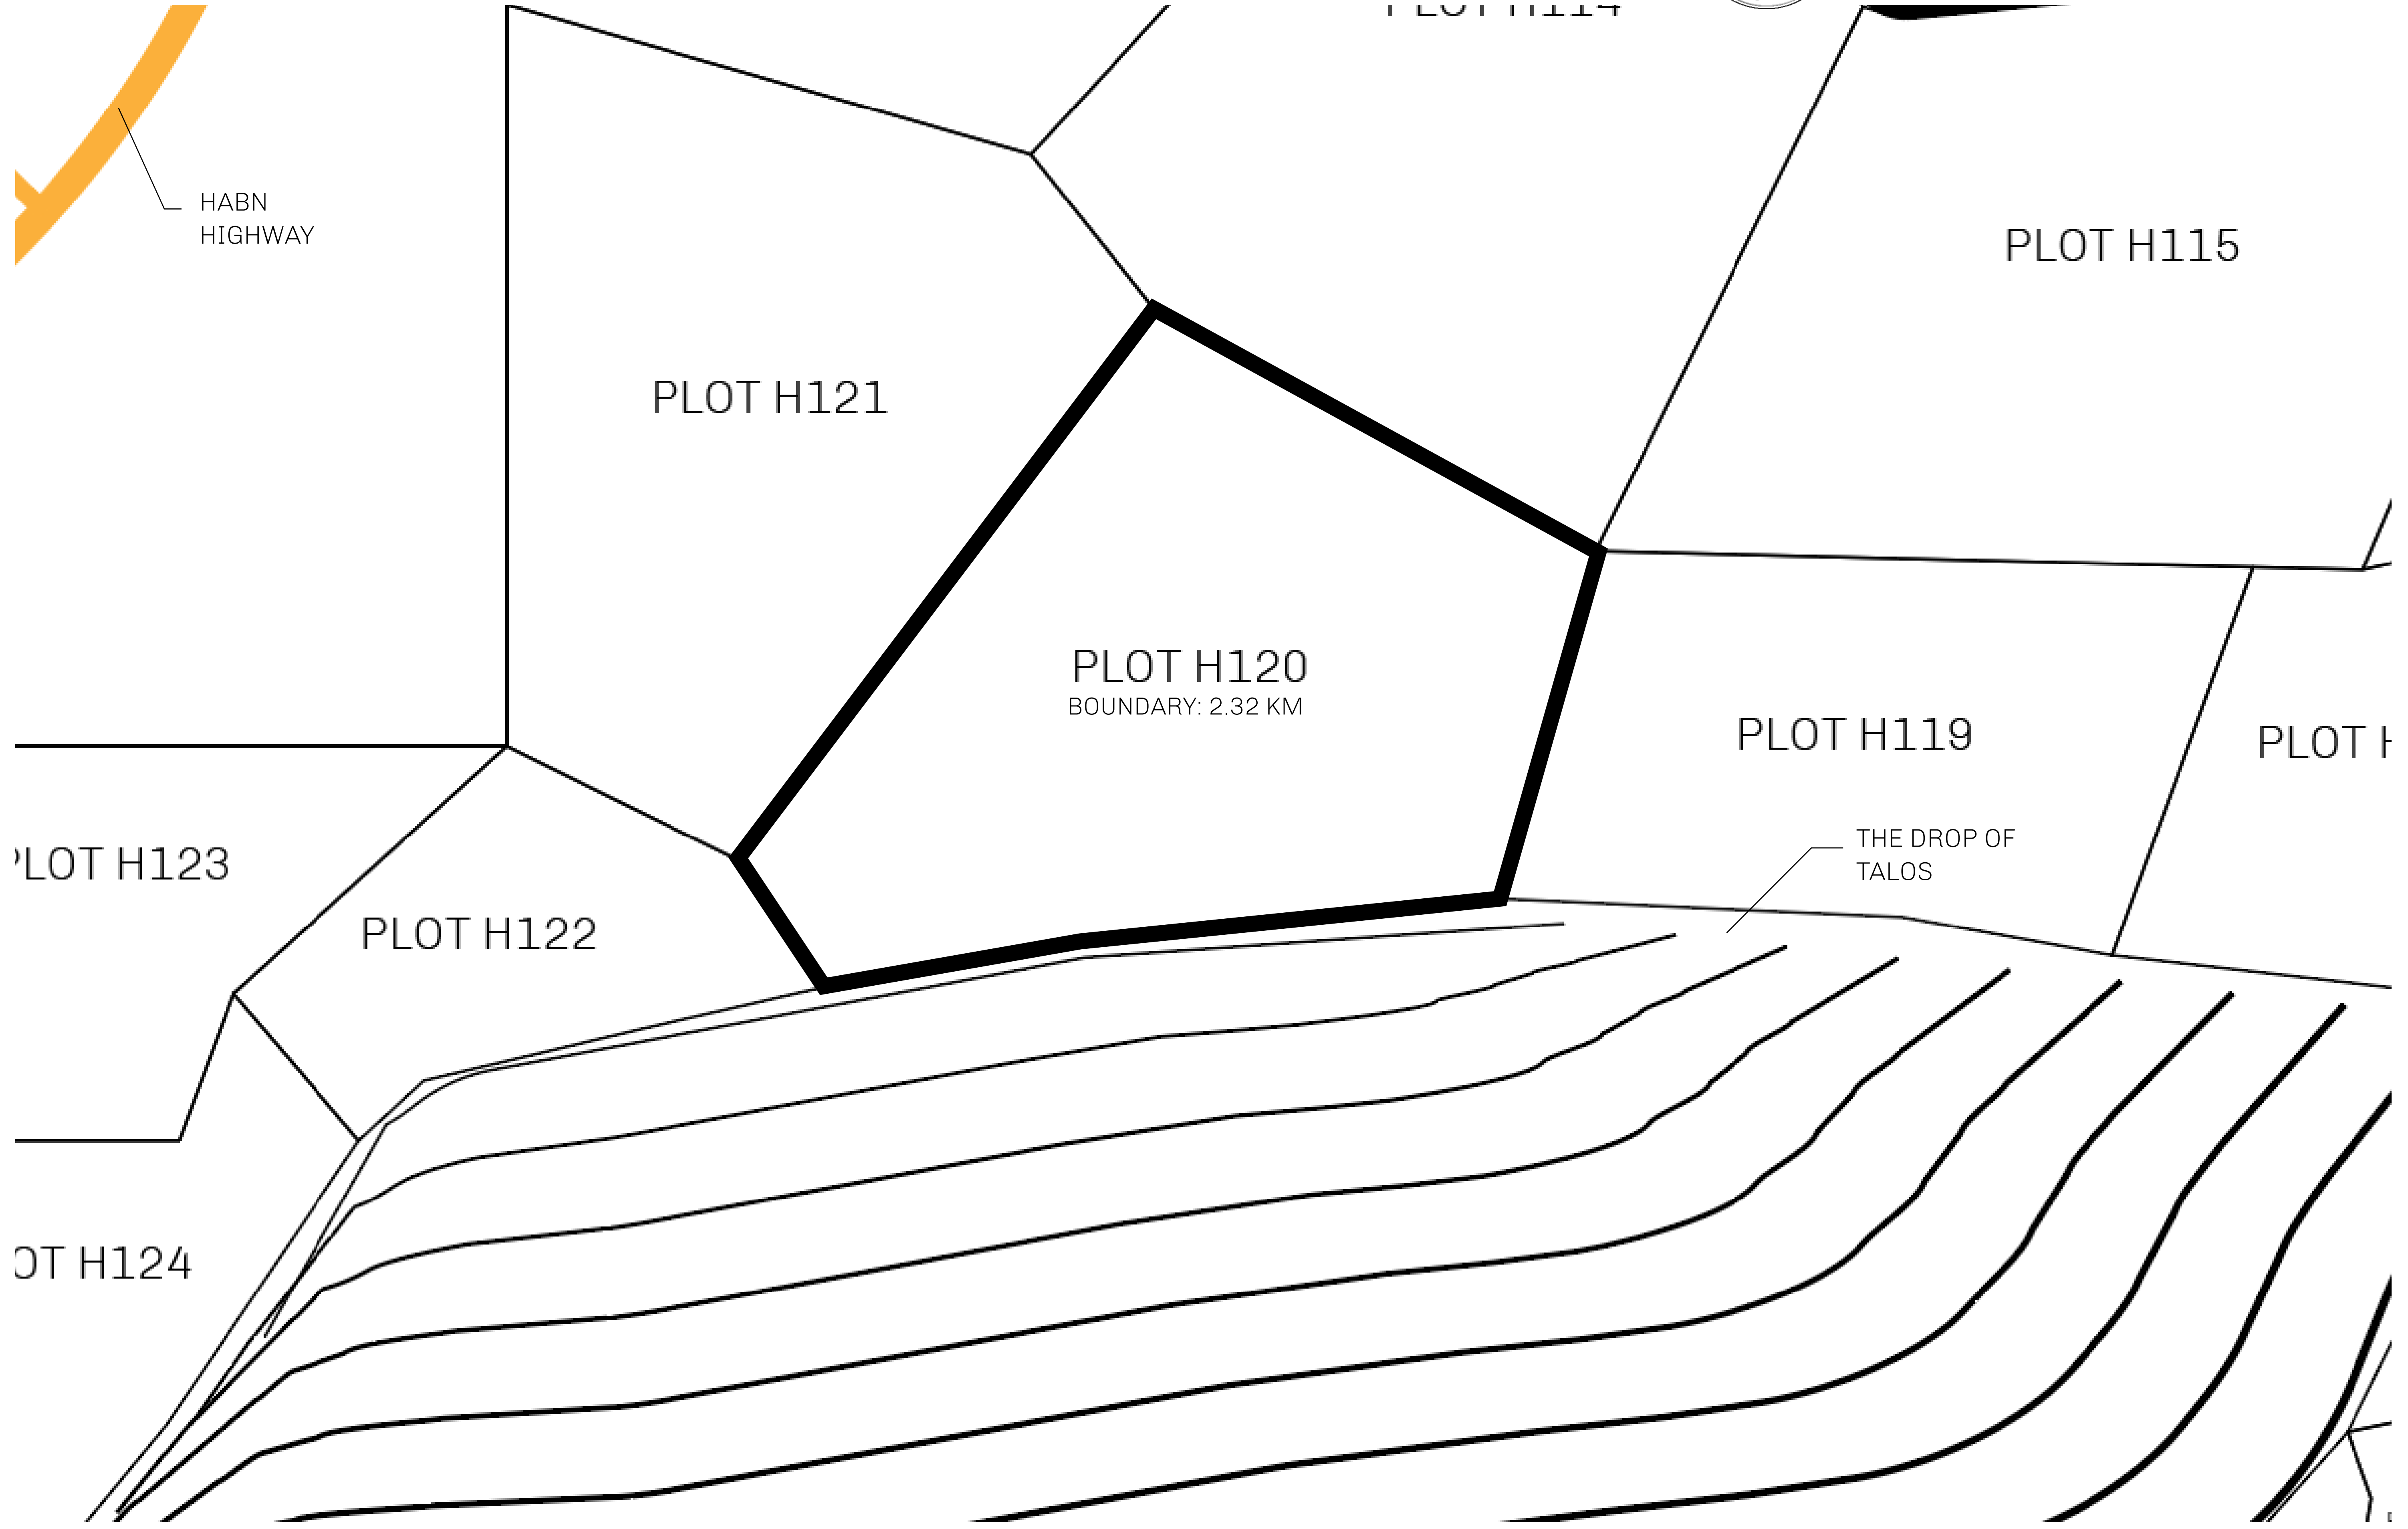 HABN
HIGHWAY
PLOT H115
PLOT H121
PLOT H120
BOUNDARY: 2.32 KM
PLOT H119
PLOT
THE DROP OF
TALOS
PLOT H123
PLOT H122
H124